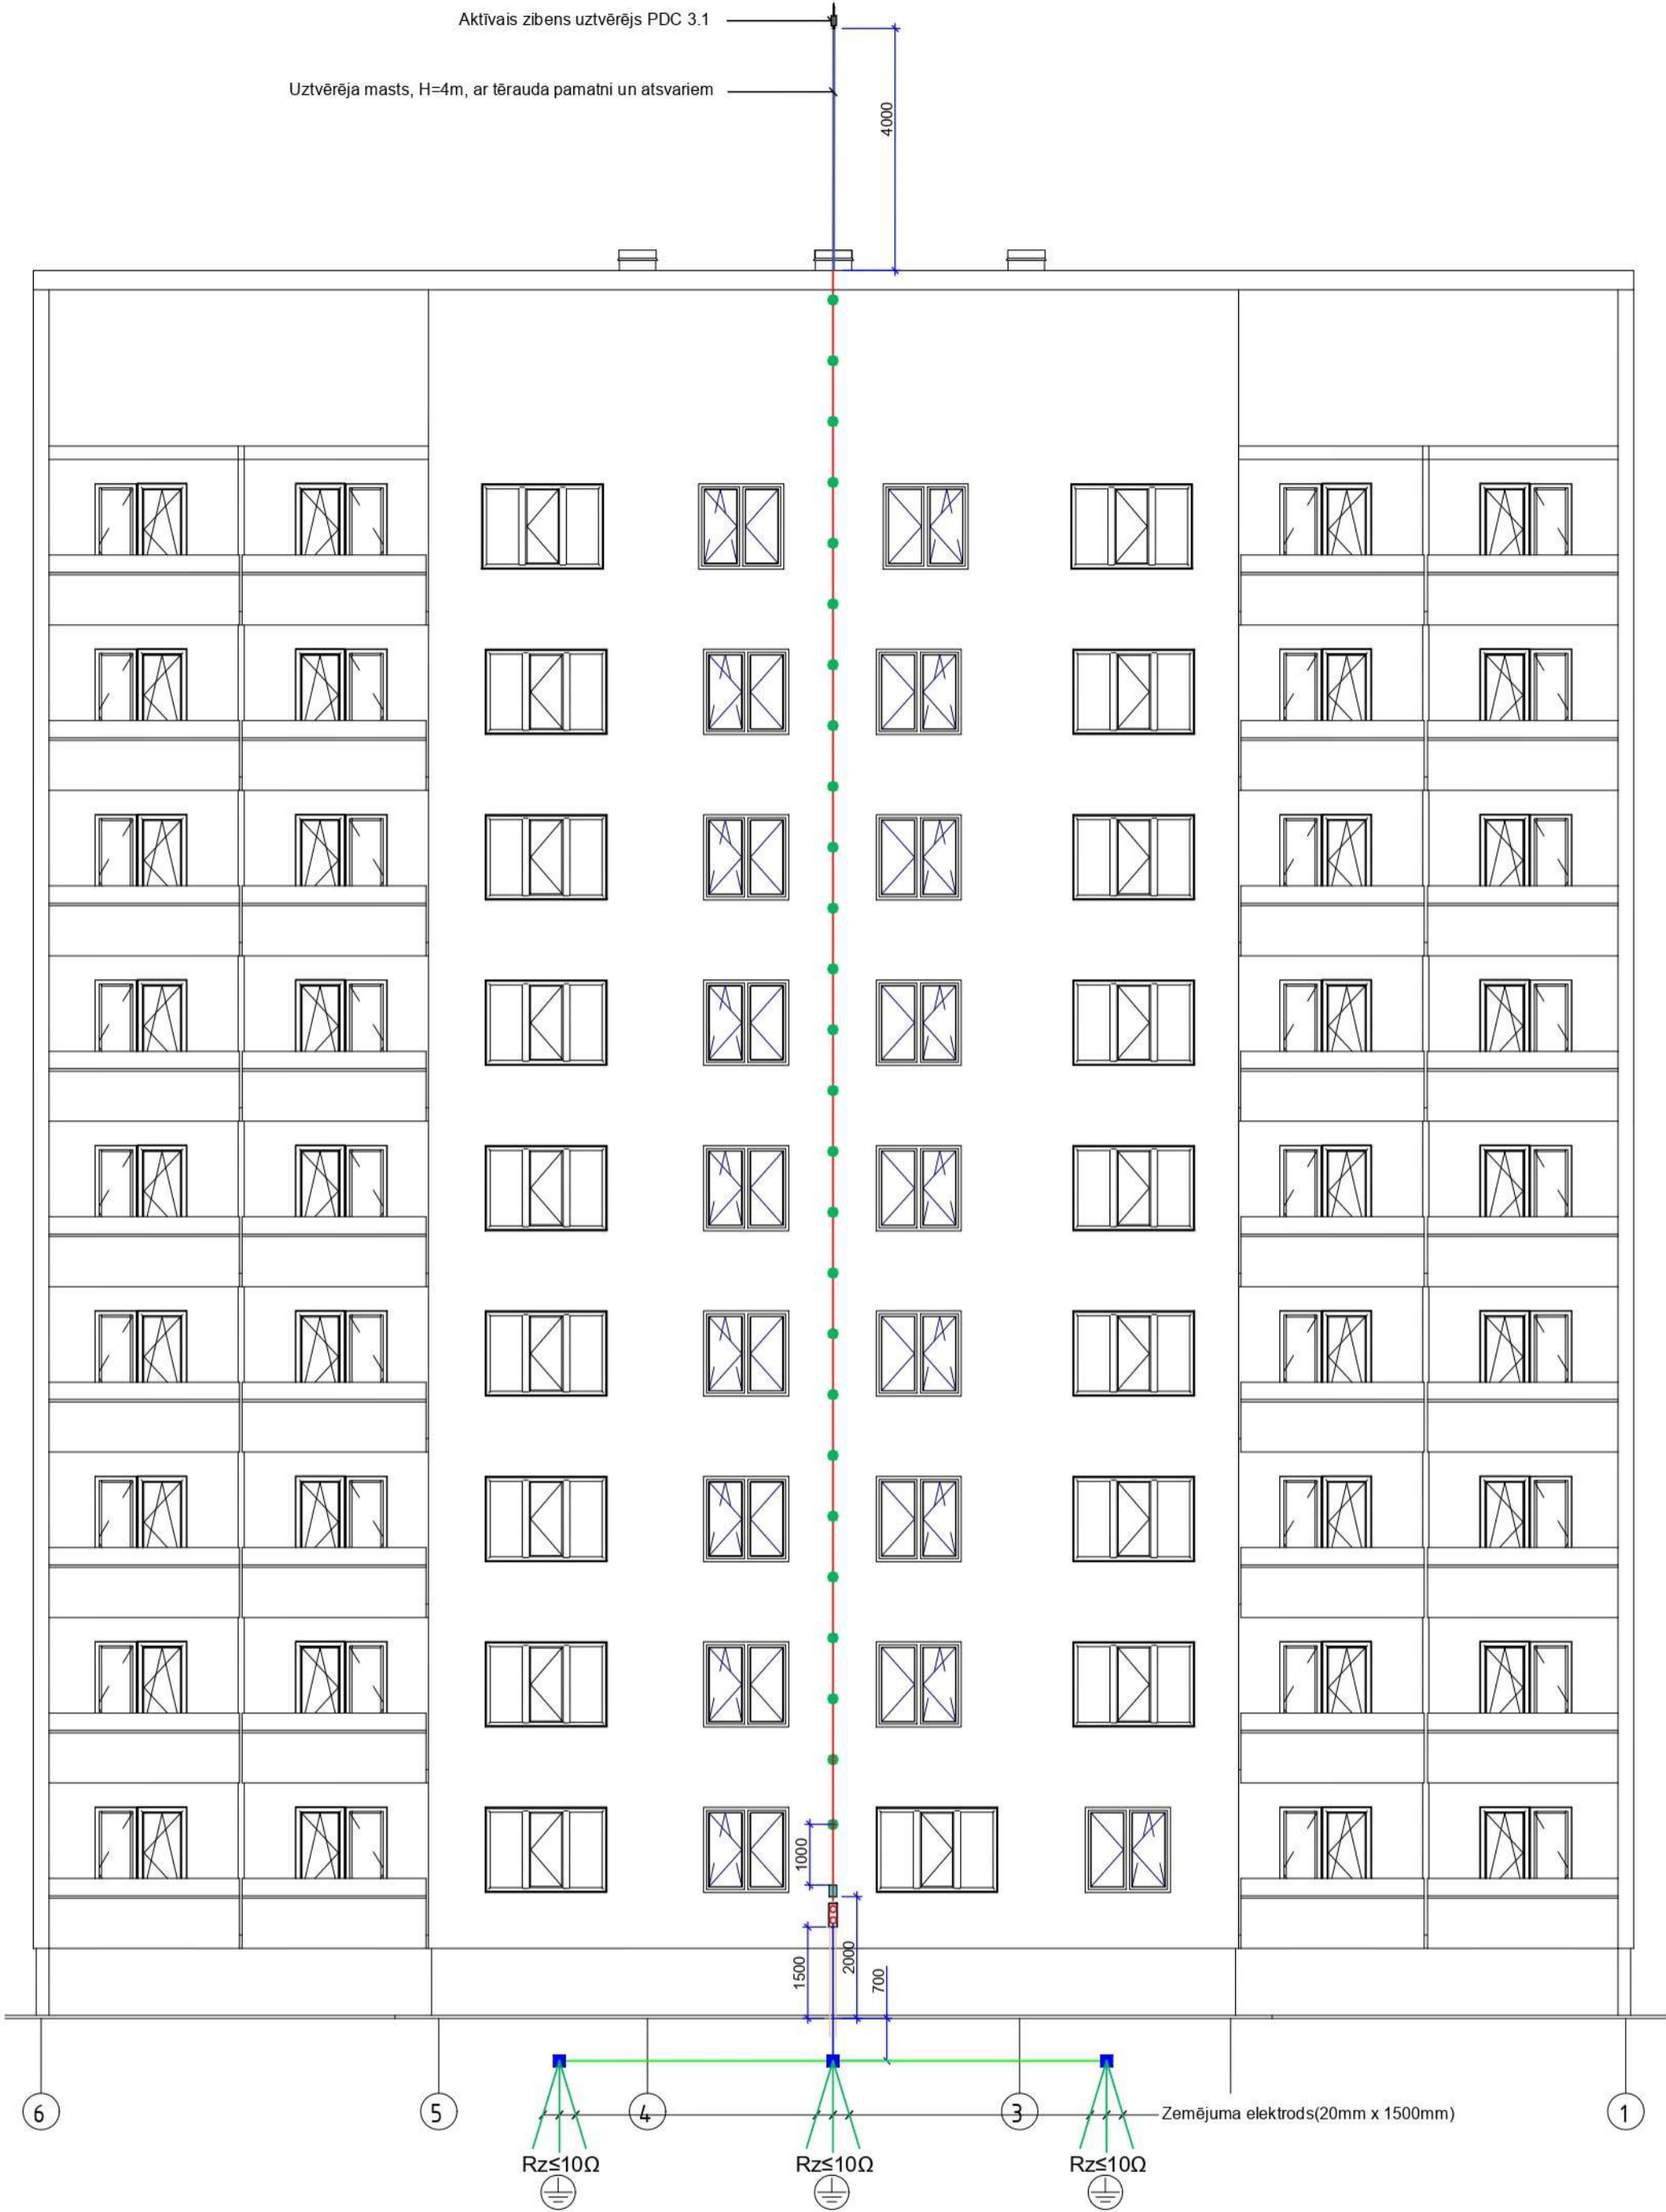 Aktīvais zibens uztvērējs PDC 3.1
Uztvērēja masts, H=4m, ar tērauda pamatni un atsvariem
4000
1000
1500
2000
700
6
5
4
3
1
Zemējuma elektrods(20mm x 1500mm)
Rz≤10Ω
Rz≤10Ω
Rz≤10Ω